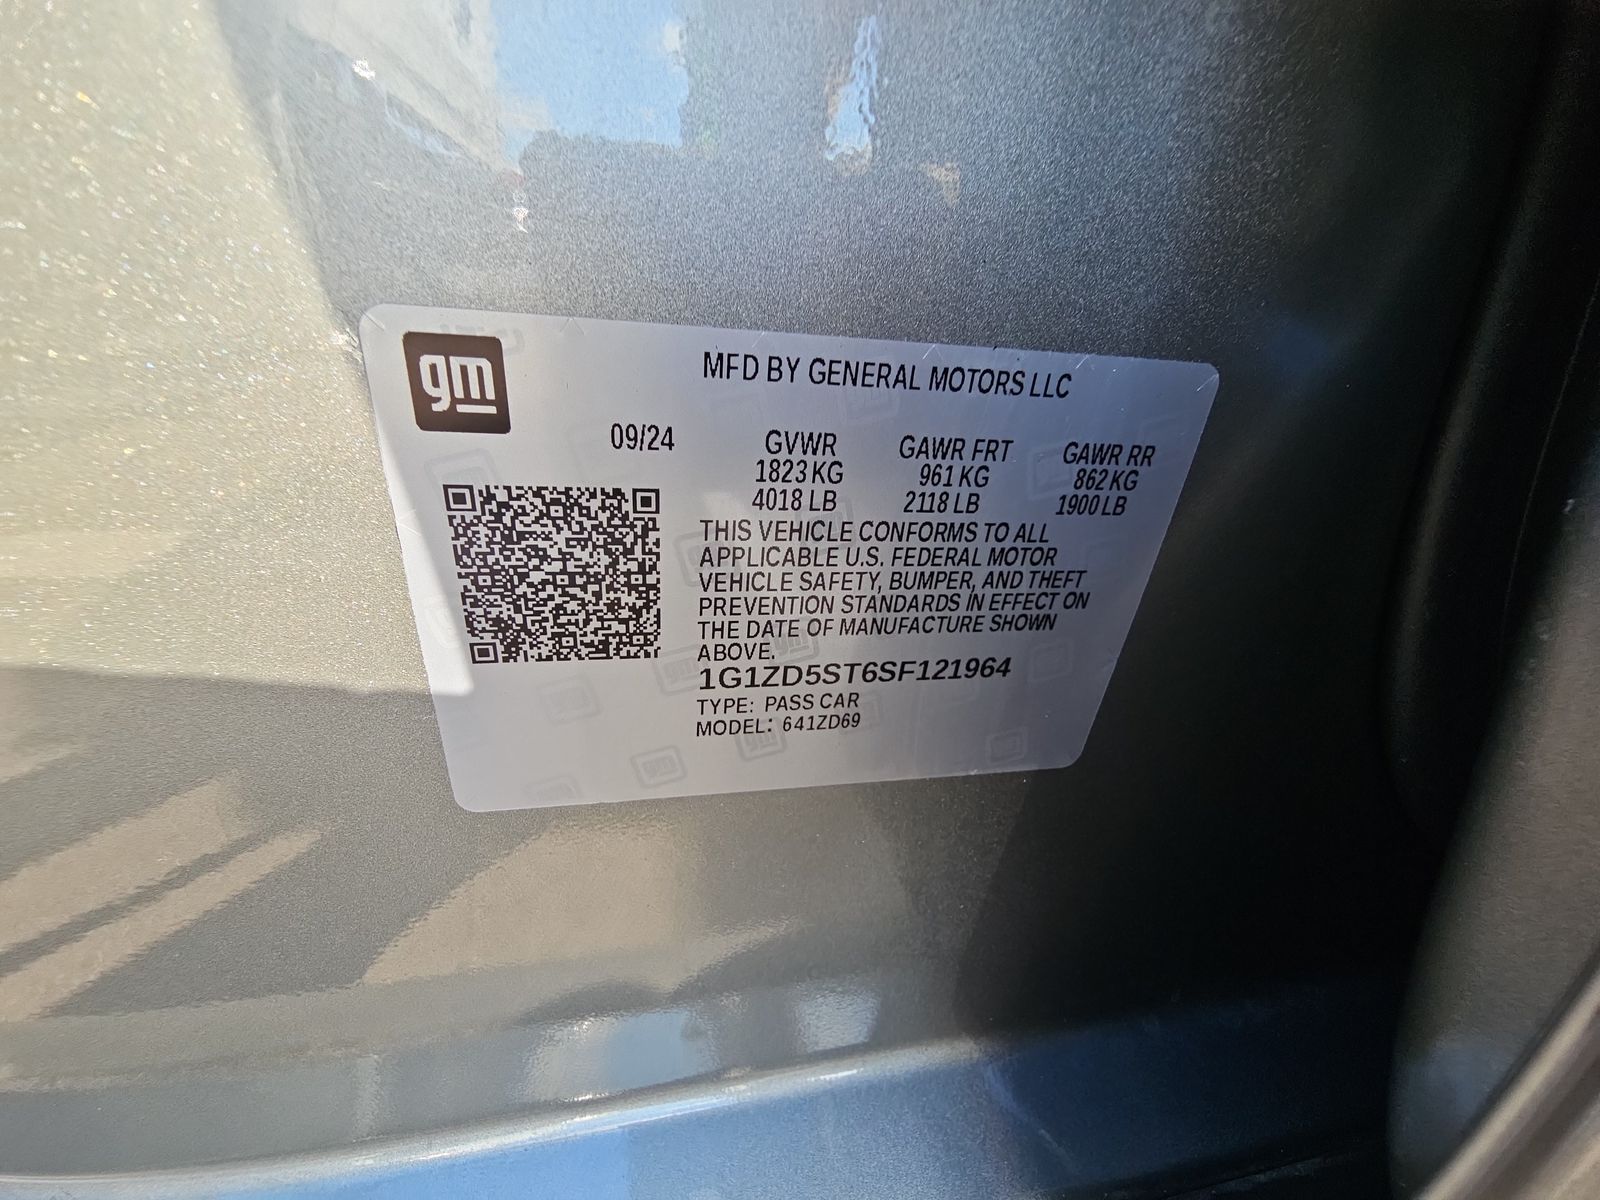 gm
MFD BY GENERAL MOTORS LLC
09/24 GVWR GAWR FRT GAWR RR
1823 KG 961 KG 862 KG
4018 LB 2118 LB 1900 LB
THIS VEHICLE CONFORMS TO ALL
APPLICABLE U.S. FEDERAL MOTOR
VEHICLE SAFETY, BUMPER, AND THEFT
PREVENTION STANDARDS IN EFFECT ON
THE DATE OF MANUFACTURE SHOWN
ABOVE.
1G1ZD5ST6SF121964
TYPE: PASS CAR
MODEL: 641ZD69